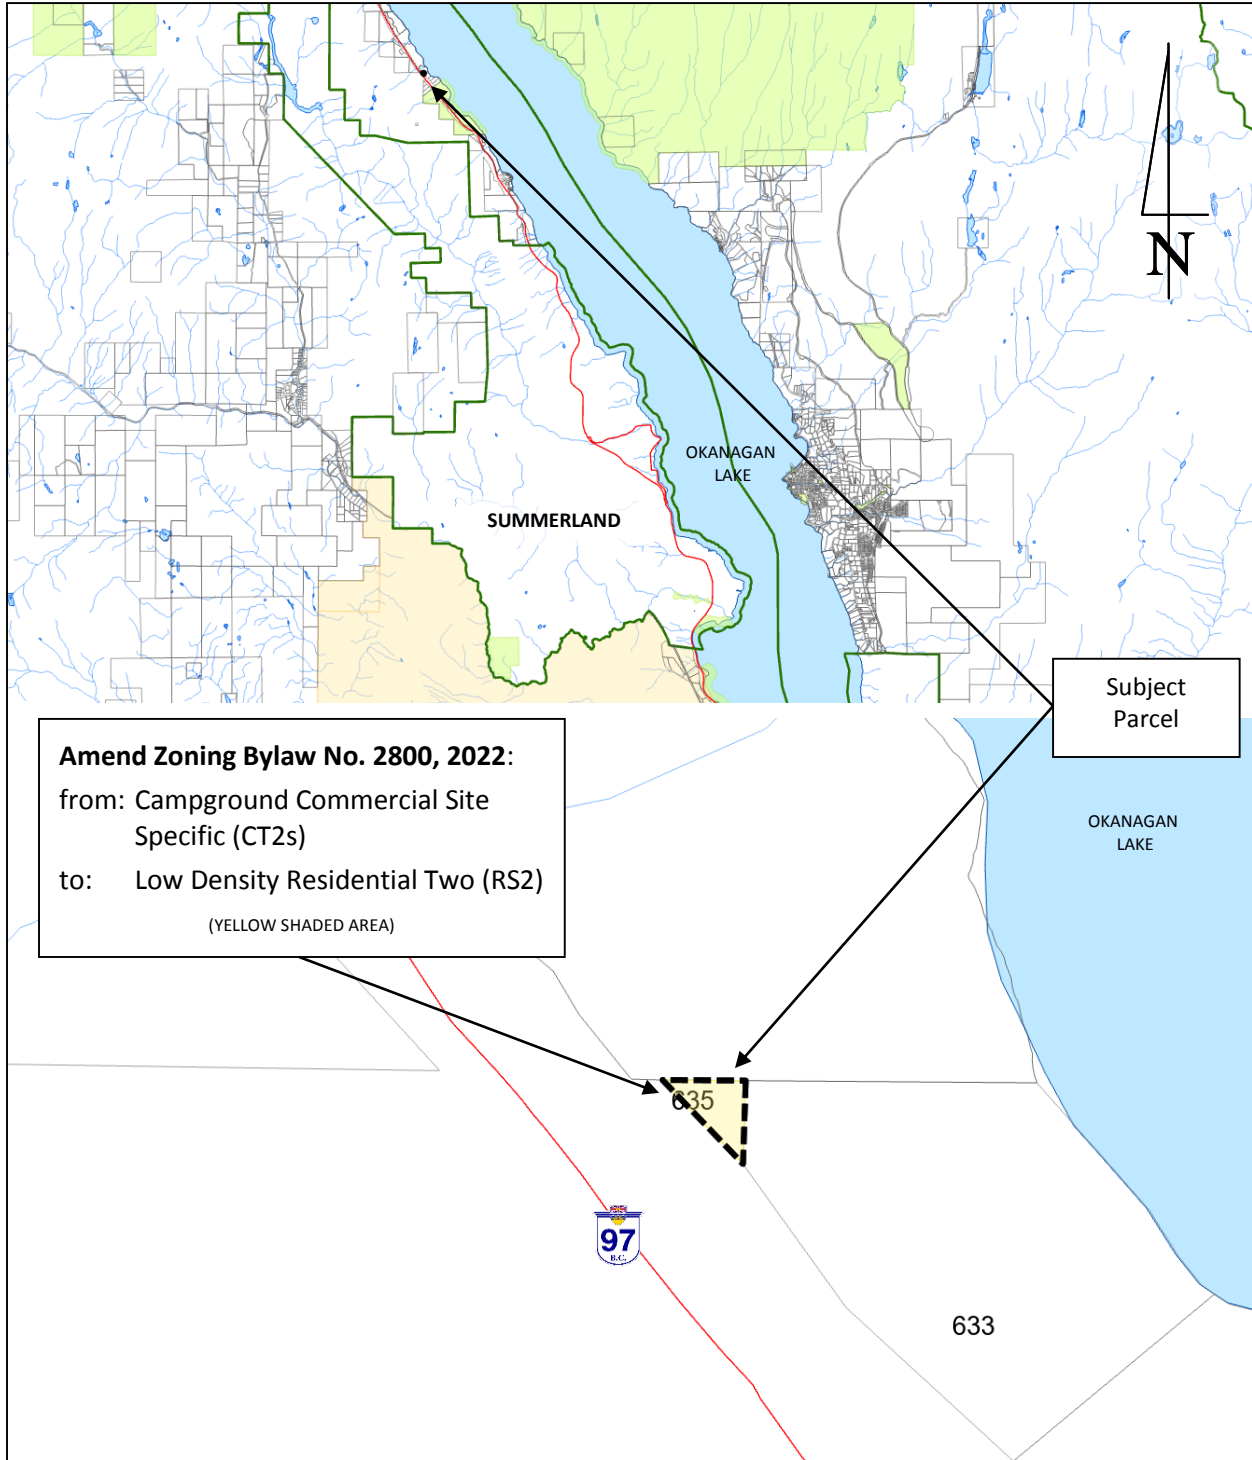 N
OKANAGAN
LAKE
SUMMERLAND
Subject
Parcel
Amend Zoning Bylaw No. 2800, 2022:
from: Campground Commercial Site
Specific (CT2s)
to: Low Density Residential Two (RS2)
(YELLOW SHADED AREA)
OKANAGAN
LAKE
635
97
B.C.
633